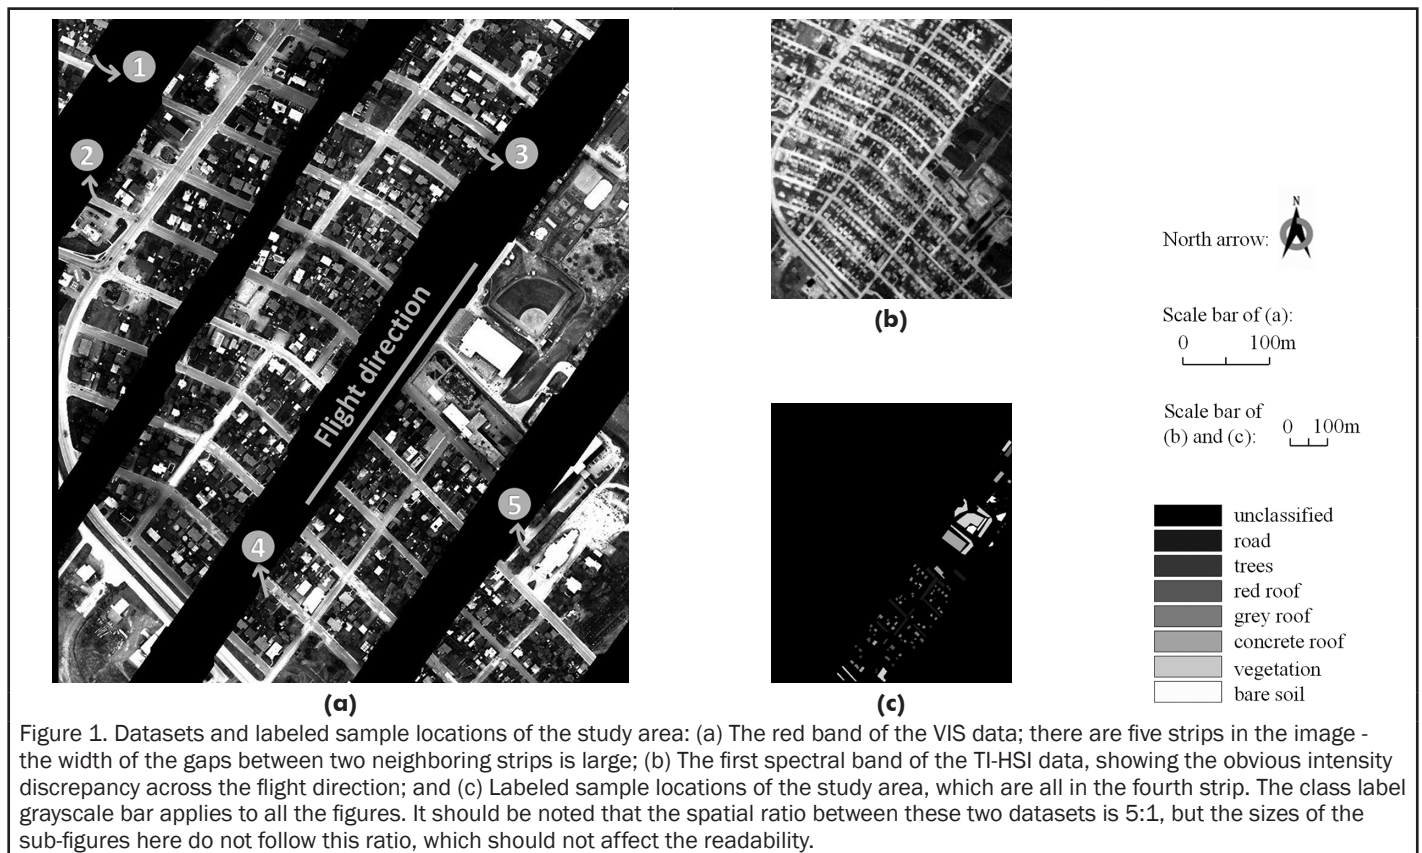 1
2
3
Flight direction
4
5
(a)
(b)
(c)
N
North arrow:
Scale bar of (a):
0 100m
Scale bar of
(b) and (c): 0 100m
unclassified
road
trees
red roof
grey roof
concrete roof
vegetation
bare soil
Figure 1. Datasets and labeled sample locations of the study area: (a) The red band of the VIS data; there are five strips in the image -
the width of the gaps between two neighboring strips is large; (b) The first spectral band of the TI-HSI data, showing the obvious intensity
discrepancy across the flight direction; and (c) Labeled sample locations of the study area, which are all in the fourth strip. The class label
grayscale bar applies to all the figures. It should be noted that the spatial ratio between these two datasets is 5:1, but the sizes of the
sub-figures here do not follow this ratio, which should not affect the readability.